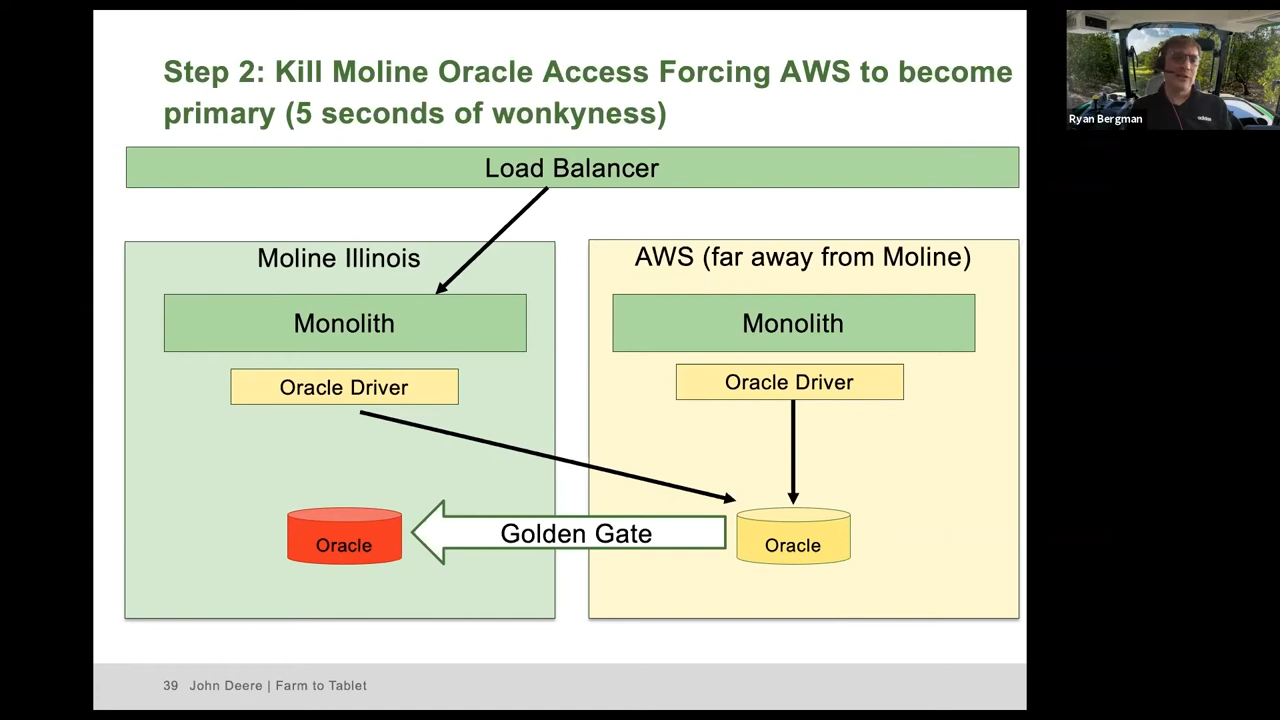 Step 2: Kill Moline Oracle Access Forcing AWS to become
primary (5 seconds of wonkyness)
Ryan Bergman
adidas
Load Balancer
Moline Illinois
AWS (far away from Moline)
Monolith
Monolith
Oracle Driver
Oracle Driver
Golden Gate
Oracle
Oracle
39 John Deere | Farm to Tablet